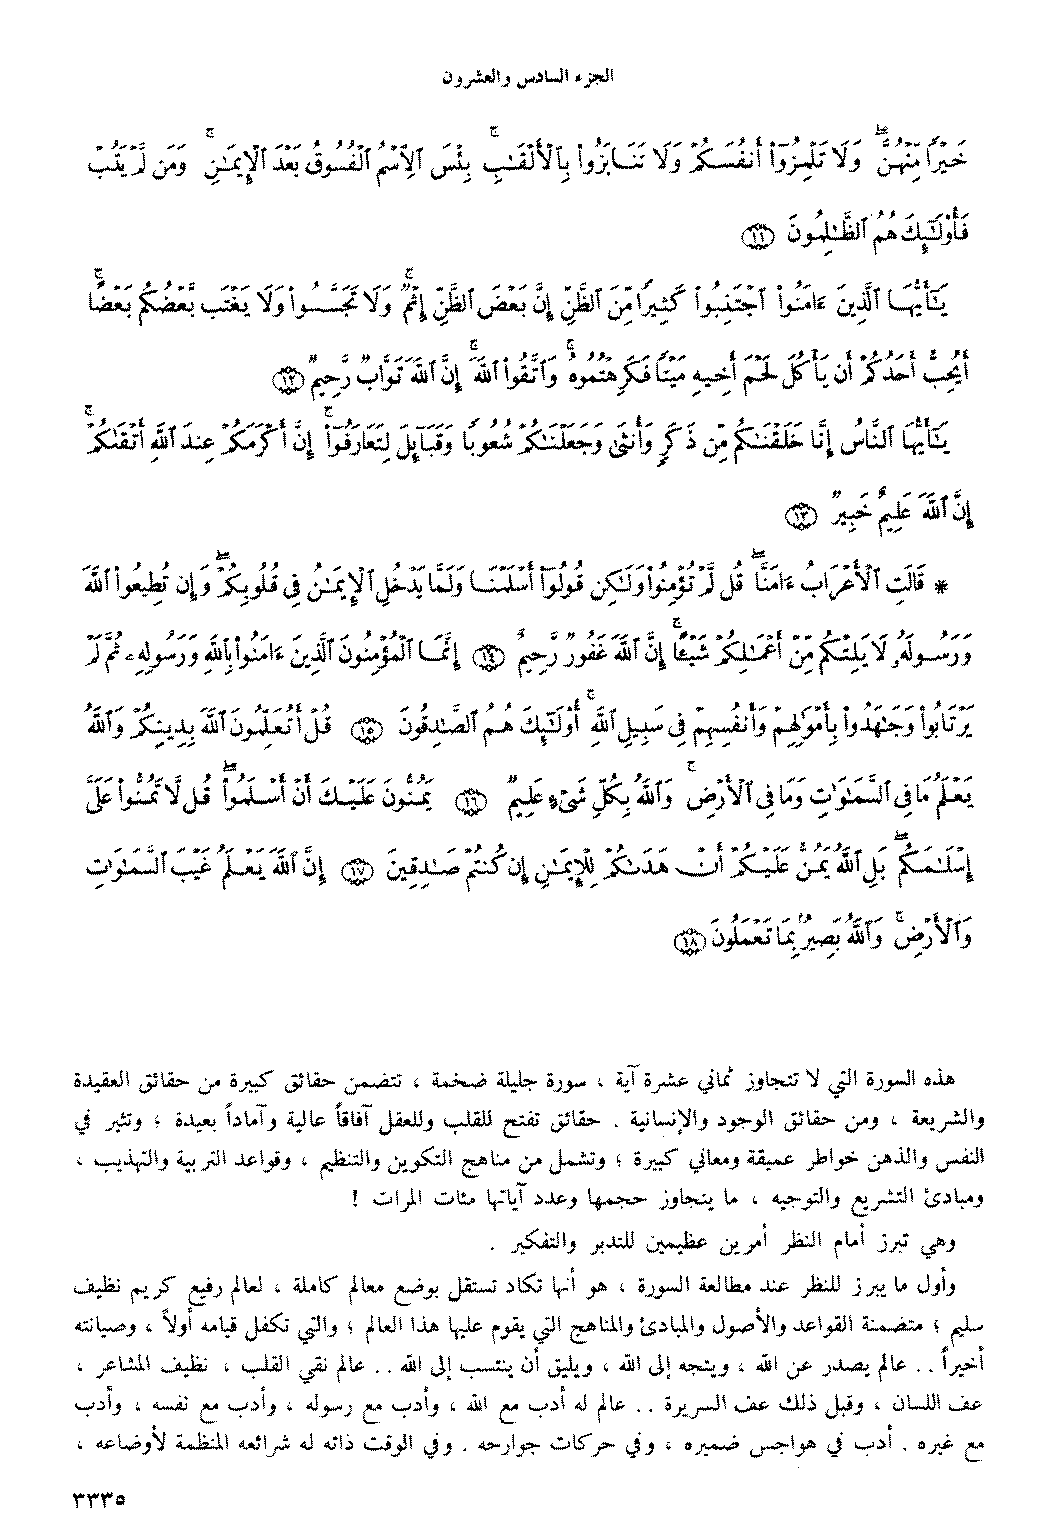 الجزء السادس والعشرون
خَيْرًا مِّنْهُنَّ ۖ وَلَا تَلْمِزُوٓا۟ أَنفُسَكُمْ وَلَا تَنَابَزُوا۟ بِٱلْأَلْقَـٰبِ ۚ بِئْسَ ٱلِٱسْمُ ٱلْفُسُوقُ بَعْدَ ٱلْإِيمَـٰنِ ۚ وَمَن لَّمْ يَتُبْ
فَأُو۟لَـٰٓئِكَ هُمُ ٱلظَّـٰلِمُونَ ﴿١١﴾
يَـٰٓأَيُّهَا ٱلَّذِينَ ءَامَنُوا۟ ٱجْتَنِبُوا۟ كَثِيرًا مِّنَ ٱلظَّنِّ إِنَّ بَعْضَ ٱلظَّنِّ إِثْمٌ ۖ وَلَا تَجَسَّسُوا۟ وَلَا يَغْتَب بَّعْضُكُم بَعْضًا ۚ
أَيُحِبُّ أَحَدُكُمْ أَن يَأْكُلَ لَحْمَ أَخِيهِ مَيْتًا فَكَرِهْتُمُوهُ ۚ وَٱتَّقُوا۟ ٱللَّهَ ۚ إِنَّ ٱللَّهَ تَوَّابٌ رَّحِيمٌ ﴿١٢﴾
يَـٰٓأَيُّهَا ٱلنَّاسُ إِنَّا خَلَقْنَـٰكُم مِّن ذَكَرٍ وَأُنثَىٰ وَجَعَلْنَـٰكُمْ شُعُوبًا وَقَبَآئِلَ لِتَعَارَفُوٓا۟ ۚ إِنَّ أَكْرَمَكُمْ عِندَ ٱللَّهِ أَتْقَىٰكُمْ ۚ
إِنَّ ٱللَّهَ عَلِيمٌ خَبِيرٌ ﴿١٣﴾
* قَالَتِ ٱلْأَعْرَابُ ءَامَنَّا ۖ قُل لَّمْ تُؤْمِنُوا۟ وَلَـٰكِن قُولُوٓا۟ أَسْلَمْنَا وَلَمَّا يَدْخُلِ ٱلْإِيمَـٰنُ فِى قُلُوبِكُمْ ۖ وَإِن تُطِيعُوا۟ ٱللَّهَ
وَرَسُولَهُۥ لَا يَلِتْكُم مِّنْ أَعْمَـٰلِكُمْ شَيْـًٔا ۚ إِنَّ ٱللَّهَ غَفُورٌ رَّحِيمٌ ﴿١٤﴾ إِنَّمَا ٱلْمُؤْمِنُونَ ٱلَّذِينَ ءَامَنُوا۟ بِٱللَّهِ وَرَسُولِهِۦ ثُمَّ لَمْ
يَرْتَابُوا۟ وَجَـٰهَدُوا۟ بِأَمْوَٰلِهِمْ وَأَنفُسِهِمْ فِى سَبِيلِ ٱللَّهِ ۚ أُو۟لَـٰٓئِكَ هُمُ ٱلصَّـٰدِقُونَ ﴿١٥﴾ قُلْ أَتُعَلِّمُونَ ٱللَّهَ بِدِينِكُمْ وَٱللَّهُ
يَعْلَمُ مَا فِى ٱلسَّمَـٰوَٰتِ وَمَا فِى ٱلْأَرْضِ ۚ وَٱللَّهُ بِكُلِّ شَىْءٍ عَلِيمٌ ﴿١٦﴾ يَمُنُّونَ عَلَيْكَ أَنْ أَسْلَمُوا۟ ۖ قُل لَّا تَمُنُّوا۟ عَلَىَّ
إِسْلَـٰمَكُم ۖ بَلِ ٱللَّهُ يَمُنُّ عَلَيْكُمْ أَنْ هَدَىٰكُمْ لِلْإِيمَـٰنِ إِن كُنتُمْ صَـٰدِقِينَ ﴿١٧﴾ إِنَّ ٱللَّهَ يَعْلَمُ غَيْبَ ٱلسَّمَـٰوَٰتِ
وَٱلْأَرْضِ ۚ وَٱللَّهُ بَصِيرٌۢ بِمَا تَعْمَلُونَ ﴿١٨﴾
هذه السورة التي لا تتجاوز ثماني عشرة آية ، سورة جليلة ضخمة ، تتضمن حقائق كبيرة من حقائق العقيدة
والشريعة ، ومن حقائق الوجود والإنسانية . حقائق تفتح للقلب وللعقل آفاقاً عالية وآماداً بعيدة ؛ وتثير في
النفس والذهن خواطر عميقة ومعاني كبيرة ؛ وتشمل من مناهج التكوين والتنظيم ، وقواعد التربية والتهذيب ،
ومبادئ التشريع والتوجيه ، ما يتجاوز حجمها وعدد آياتها مئات المرات !
وهي تبرز أمام النظر أمرين عظيمين للتدبر والتفكير .
وأول ما يبرز للنظر عند مطالعة السورة ، هو أنها تكاد تستقل بوضع معالم كاملة ، لعالم رفيع كريم نظيف
سليم ؛ متضمنة القواعد والأصول والمبادئ والمناهج التي يقوم عليها هذا العالم ؛ والتي تكفل قيامه أولاً ، وصيانته
أخيراً .. عالم يصدر عن الله ، ويتجه إلى الله ، ويليق أن ينتسب إلى الله .. عالم نقي القلب ، نظيف المشاعر ،
عف اللسان ، وقبل ذلك عف السريرة .. عالم له أدب مع الله ، وأدب مع رسوله ، وأدب مع نفسه ، وأدب
مع غيره . أدب في هواجس ضميره ، وفي حركات جوارحه . وفي الوقت ذاته له شرائعه المنظمة لأوضاعه ،
٣٣٣٥